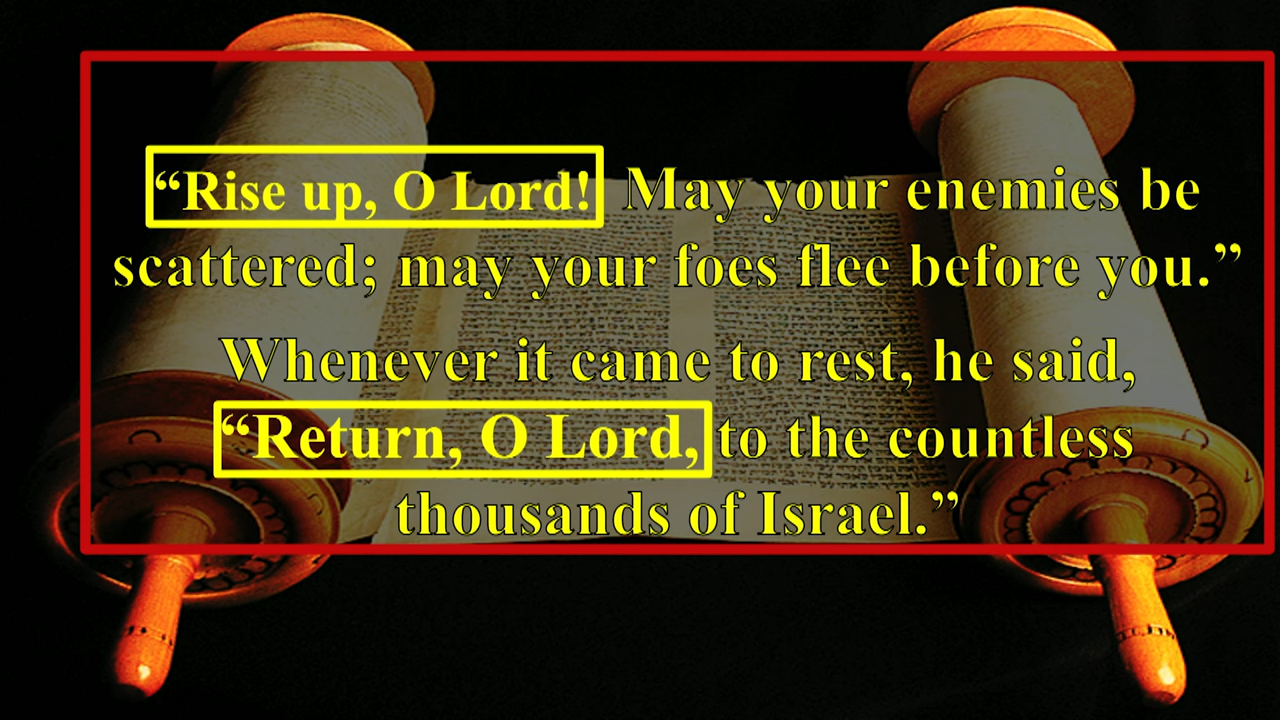 “Rise up, O Lord! May your enemies be
scattered; may your foes flee before you.”
Whenever it came to rest, he said,
“Return, O Lord, to the countless
thousands of Israel.”